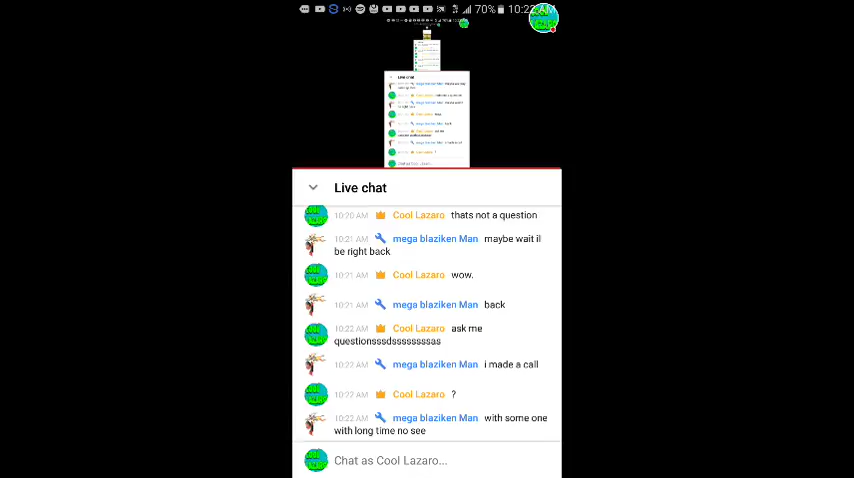 70% 10:22 AM
Live chat
Live chat
10:20 AM Cool Lazaro thats not a question
10:21 AM mega blaziken Man maybe wait il
be right back
10:21 AM Cool Lazaro wow.
10:21 AM mega blaziken Man back
10:22 AM Cool Lazaro ask me
questionsssdsssssssas
10:22 AM mega blaziken Man i made a call
10:22 AM Cool Lazaro ?
10:22 AM mega blaziken Man with some one
with long time no see
Chat as Cool Lazaro...